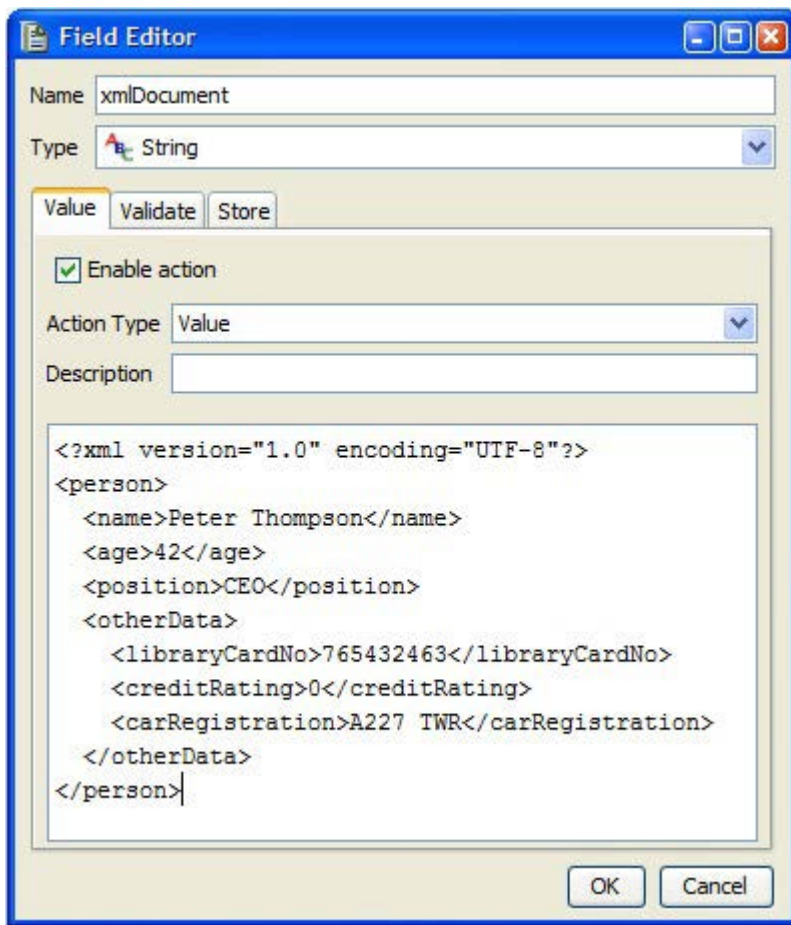 Field Editor
Name xmlDocument
Type ABC String
Value Validate Store
Enable action
Action Type Value
Description
<?xml version="1.0" encoding="UTF-8"?>
<person>
  <name>Peter Thompson</name>
  <age>42</age>
  <position>CEO</position>
  <otherData>
    <libraryCardNo>765432463</libraryCardNo>
    <creditRating>0</creditRating>
    <carRegistration>A227 TWR</carRegistration>
  </otherData>
</person>
OK Cancel